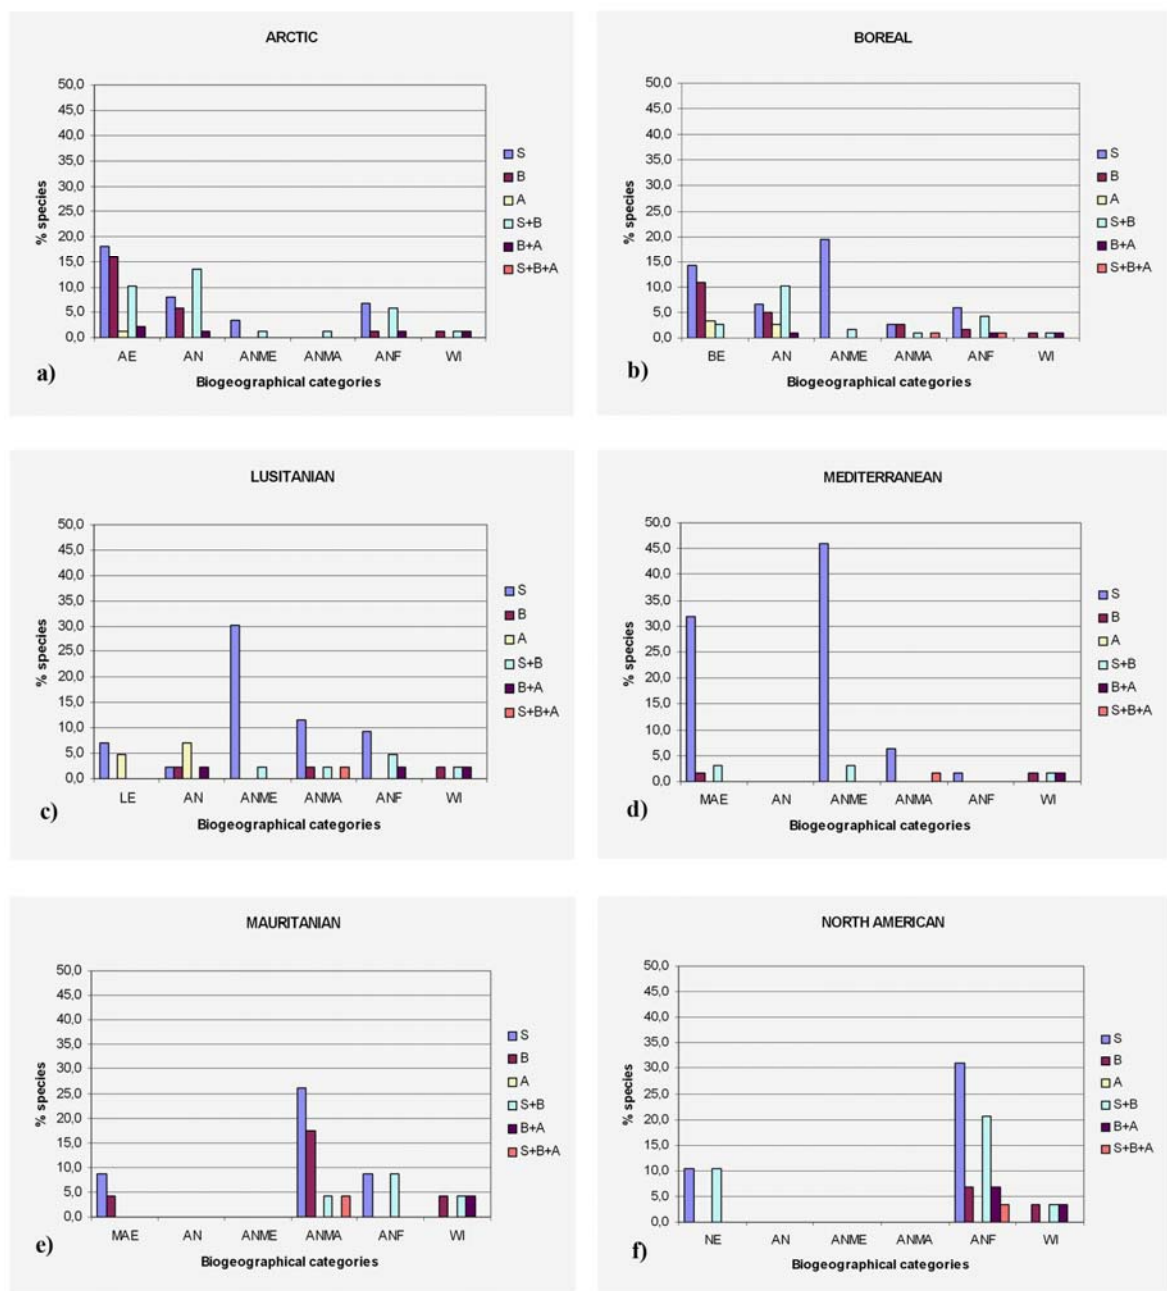 ARCTIC
50,0
45,0
40,0
35,0
30,0
25,0
20,0
15,0
10,0
5,0
0,0
% species
AE AN ANME ANMA ANF WI
Biogeographical categories
S
B
A
S+B
B+A
S+B+A
a)
BOREAL
50,0
45,0
40,0
35,0
30,0
25,0
20,0
15,0
10,0
5,0
0,0
% species
BE AN ANME ANMA ANF WI
Biogeographical categories
S
B
A
S+B
B+A
S+B+A
b)
LUSITANIAN
50,0
45,0
40,0
35,0
30,0
25,0
20,0
15,0
10,0
5,0
0,0
% species
LE AN ANME ANMA ANF WI
Biogeographical categories
S
B
A
S+B
B+A
S+B+A
c)
MEDITERRANEAN
50,0
45,0
40,0
35,0
30,0
25,0
20,0
15,0
10,0
5,0
0,0
% species
MAE AN ANME ANMA ANF WI
Biogeographical categories
S
B
A
S+B
B+A
S+B+A
d)
MAURITANIAN
50,0
45,0
40,0
35,0
30,0
25,0
20,0
15,0
10,0
5,0
0,0
% species
MAE AN ANME ANMA ANF WI
Biogeographical categories
S
B
A
S+B
B+A
S+B+A
e)
NORTH AMERICAN
50,0
45,0
40,0
35,0
30,0
25,0
20,0
15,0
10,0
5,0
0,0
% species
NE AN ANME ANMA ANF WI
Biogeographical categories
S
B
A
S+B
B+A
S+B+A
f)